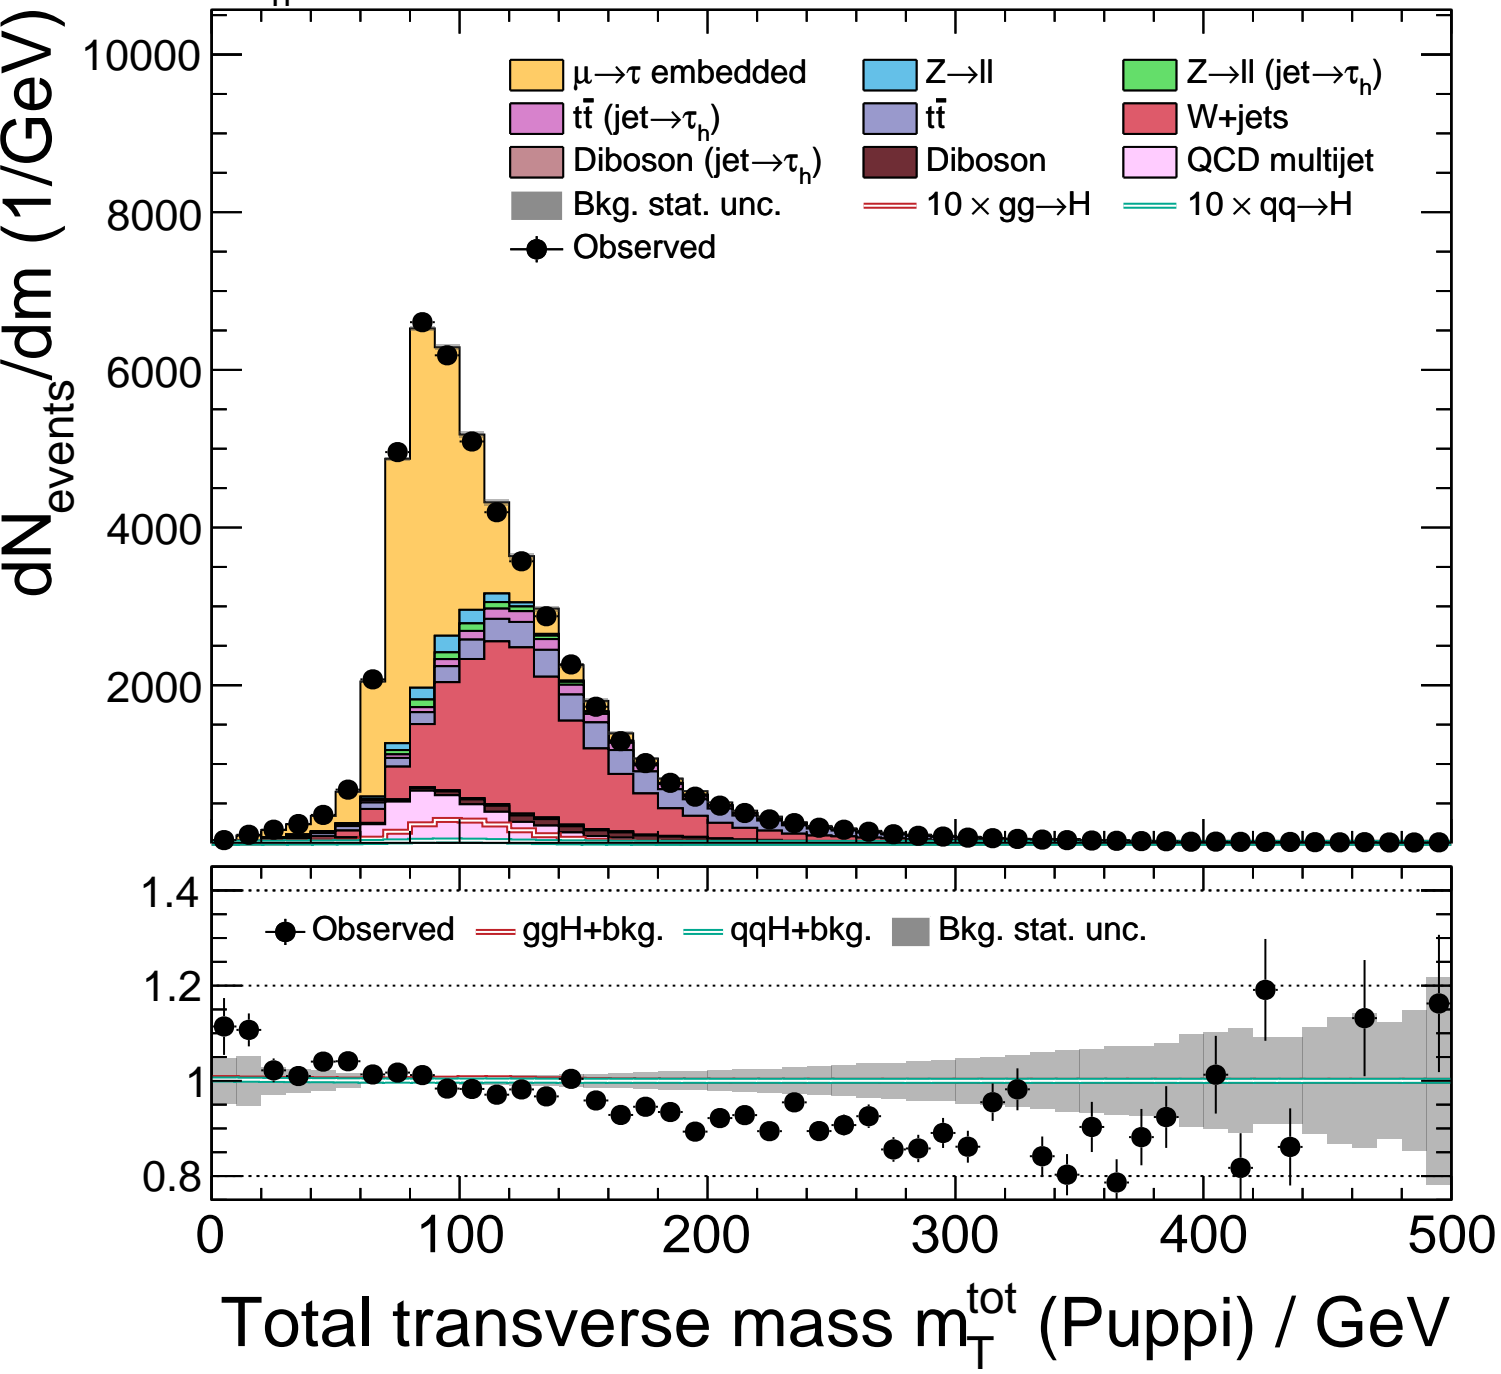 dN_events/dm (1/GeV)
10000
8000
6000
4000
2000
μ→τ embedded
Z→ll
Z→ll (jet→τ_h)
tt̄ (jet→τ_h)
tt̄
W+jets
Diboson (jet→τ_h)
Diboson
QCD multijet
Bkg. stat. unc.
10 × gg→H
10 × qq→H
Observed
1.4
1.2
1
0.8
Observed
ggH+bkg.
qqH+bkg.
Bkg. stat. unc.
0 100 200 300 400 500
Total transverse mass m_T^tot (Puppi) / GeV